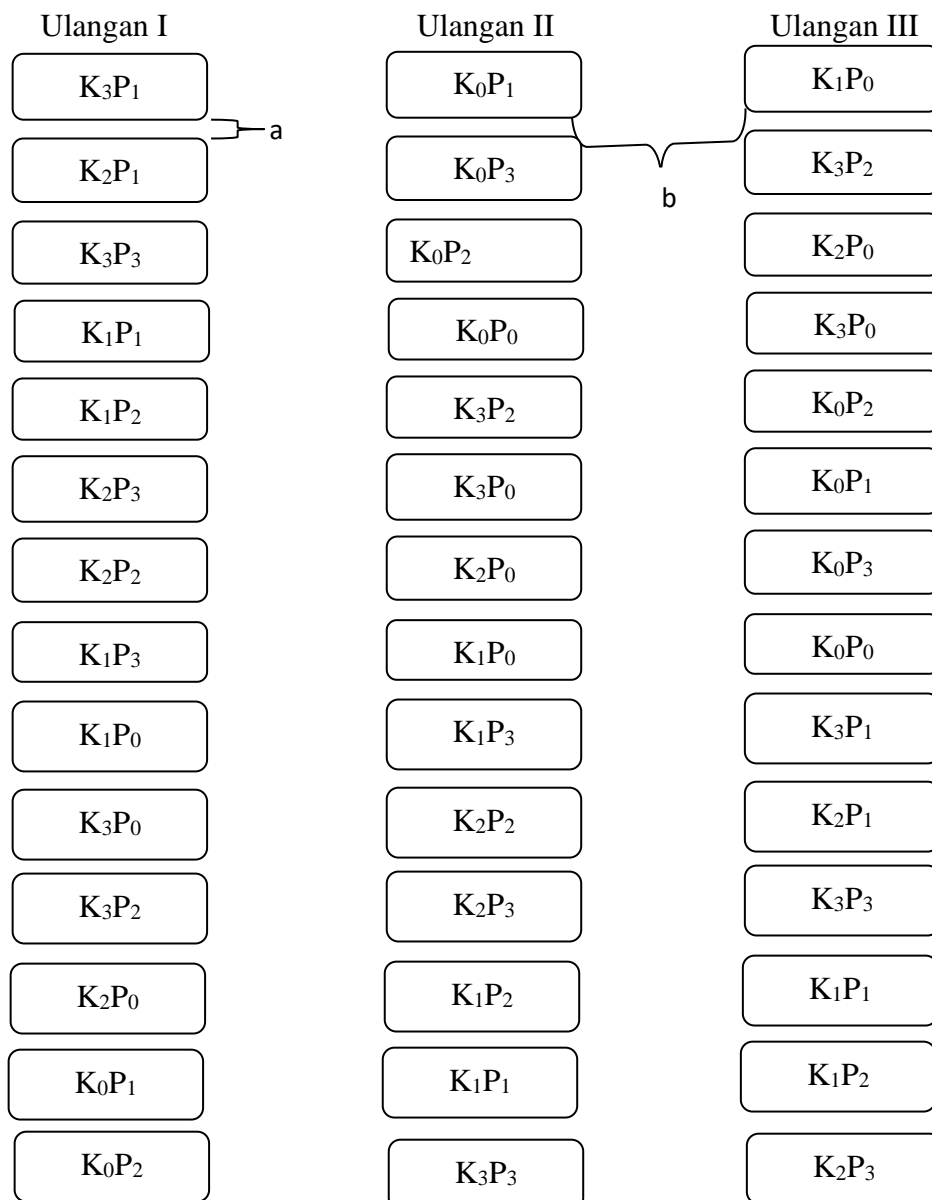 Ulangan I Ulangan II Ulangan III
K₃P₁ K₀P₁ K₁P₀
a
K₂P₁ K₀P₃ K₃P₂
b
K₃P₃ K₀P₂ K₂P₀
K₁P₁ K₀P₀ K₃P₀
K₁P₂ K₃P₂ K₀P₂
K₂P₃ K₃P₀ K₀P₁
K₂P₂ K₂P₀ K₀P₃
K₁P₃ K₁P₀ K₀P₀
K₁P₀ K₁P₃ K₃P₁
K₃P₀ K₂P₂ K₂P₁
K₃P₂ K₂P₃ K₃P₃
K₂P₀ K₁P₂ K₁P₁
K₀P₁ K₁P₁ K₁P₂
K₀P₂ K₃P₃ K₂P₃